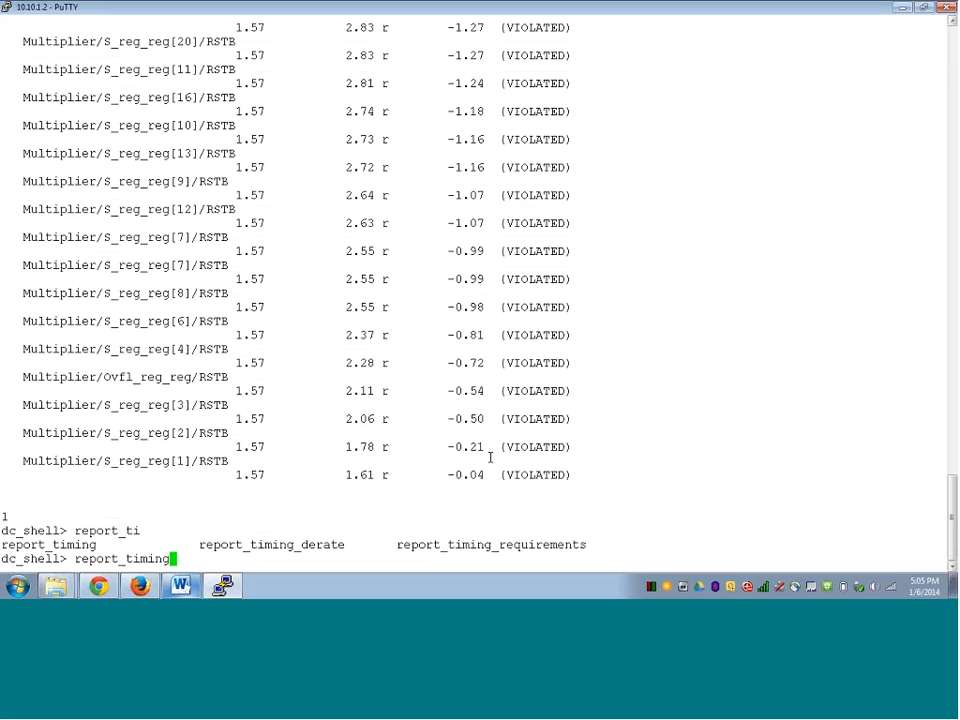 10.10.1.2 - PuTTY
1.57 2.83 r -1.27 (VIOLATED)
Multiplier/S_reg_reg[20]/RSTB
1.57 2.83 r -1.27 (VIOLATED)
Multiplier/S_reg_reg[11]/RSTB
1.57 2.81 r -1.24 (VIOLATED)
Multiplier/S_reg_reg[16]/RSTB
1.57 2.74 r -1.18 (VIOLATED)
Multiplier/S_reg_reg[10]/RSTB
1.57 2.73 r -1.16 (VIOLATED)
Multiplier/S_reg_reg[13]/RSTB
1.57 2.72 r -1.16 (VIOLATED)
Multiplier/S_reg_reg[9]/RSTB
1.57 2.64 r -1.07 (VIOLATED)
Multiplier/S_reg_reg[12]/RSTB
1.57 2.63 r -1.07 (VIOLATED)
Multiplier/S_reg_reg[7]/RSTB
1.57 2.55 r -0.99 (VIOLATED)
Multiplier/S_reg_reg[7]/RSTB
1.57 2.55 r -0.99 (VIOLATED)
Multiplier/S_reg_reg[8]/RSTB
1.57 2.55 r -0.98 (VIOLATED)
Multiplier/S_reg_reg[6]/RSTB
1.57 2.37 r -0.81 (VIOLATED)
Multiplier/S_reg_reg[4]/RSTB
1.57 2.28 r -0.72 (VIOLATED)
Multiplier/Ovfl_reg_reg/RSTB
1.57 2.11 r -0.54 (VIOLATED)
Multiplier/S_reg_reg[3]/RSTB
1.57 2.06 r -0.50 (VIOLATED)
Multiplier/S_reg_reg[2]/RSTB
1.57 1.78 r -0.21 (VIOLATED)
Multiplier/S_reg_reg[1]/RSTB
1.57 1.61 r -0.04 (VIOLATED)
1
dc_shell> report_ti
report_timing report_timing_derate report_timing_requirements
dc_shell> report_timing
5:05 PM
1/6/2014